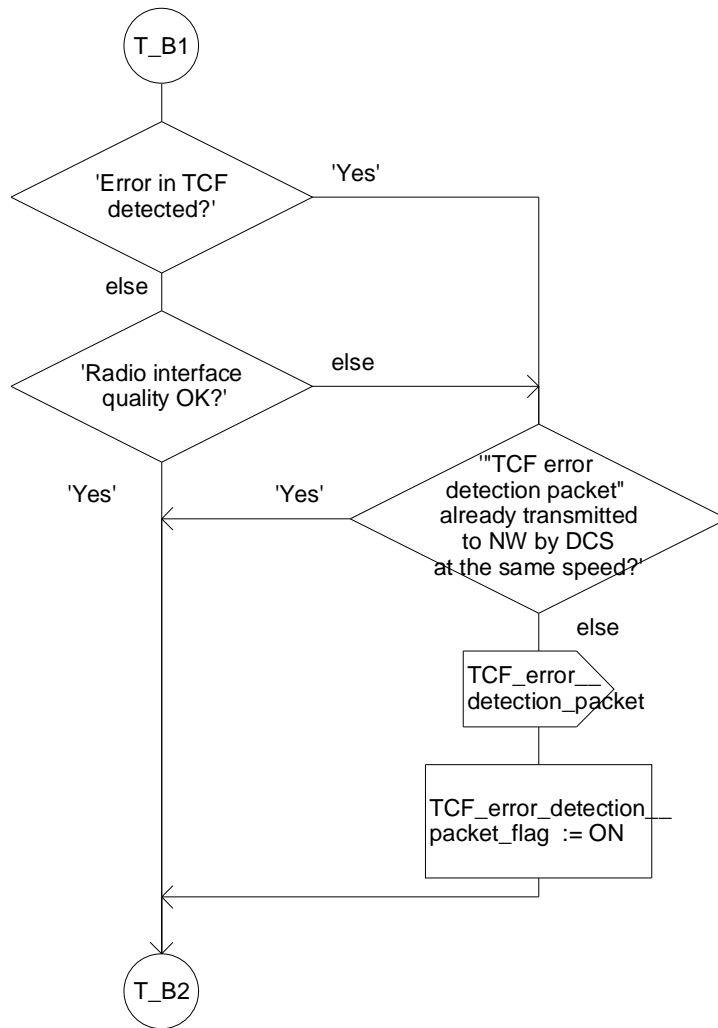 T_B1
'Error in TCF
detected?'
'Yes'
else
'Radio interface
quality OK?'
else
'Yes'
'Yes'
'"TCF error
detection packet"
already transmitted
to NW by DCS
at the same speed?'
else
TCF_error__
detection_packet
TCF_error_detection__
packet_flag := ON
T_B2